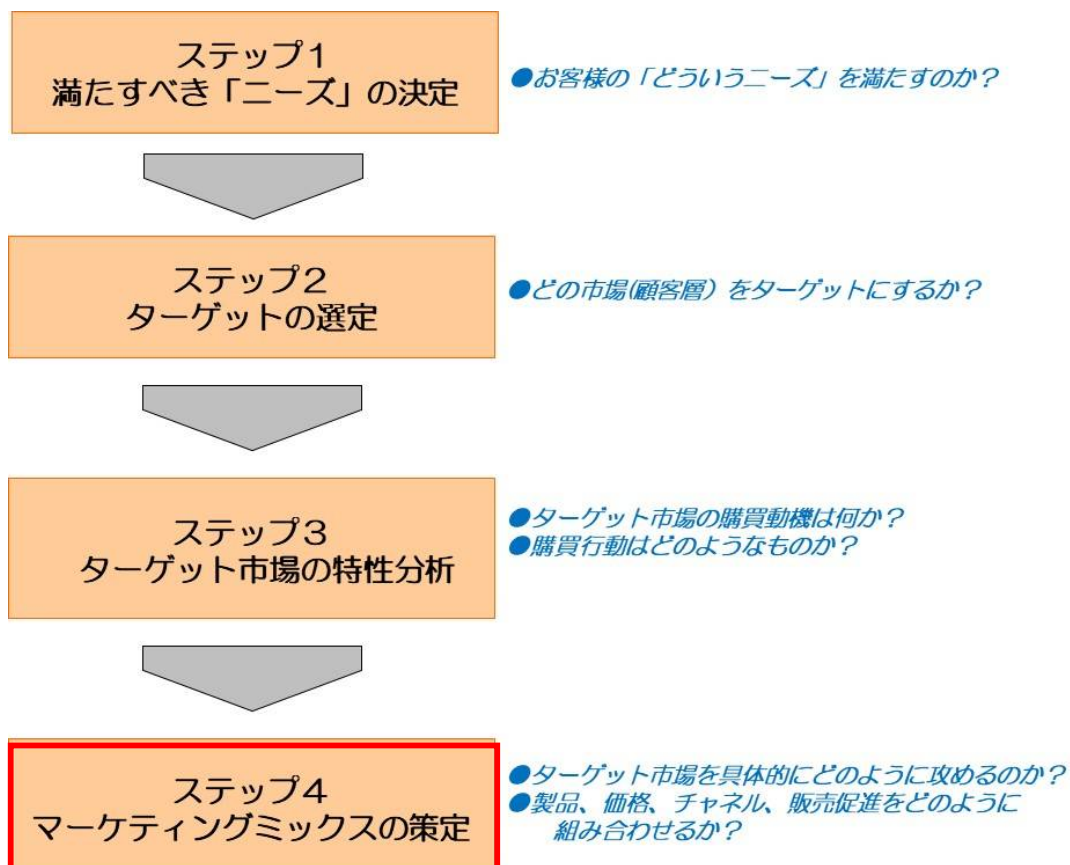 ステップ1
満たすべき「ニーズ」の決定
●お客様の「どういうニーズ」を満たすのか?
ステップ2
ターゲットの選定
●どの市場(顧客層)をターゲットにするか?
ステップ3
ターゲット市場の特性分析
●ターゲット市場の購買動機は何か?
●購買行動はどのようなものか?
ステップ4
マーケティングミックスの策定
●ターゲット市場を具体的にどのように攻めるのか?
●製品、価格、チャネル、販売促進をどのように
組み合わせるか?